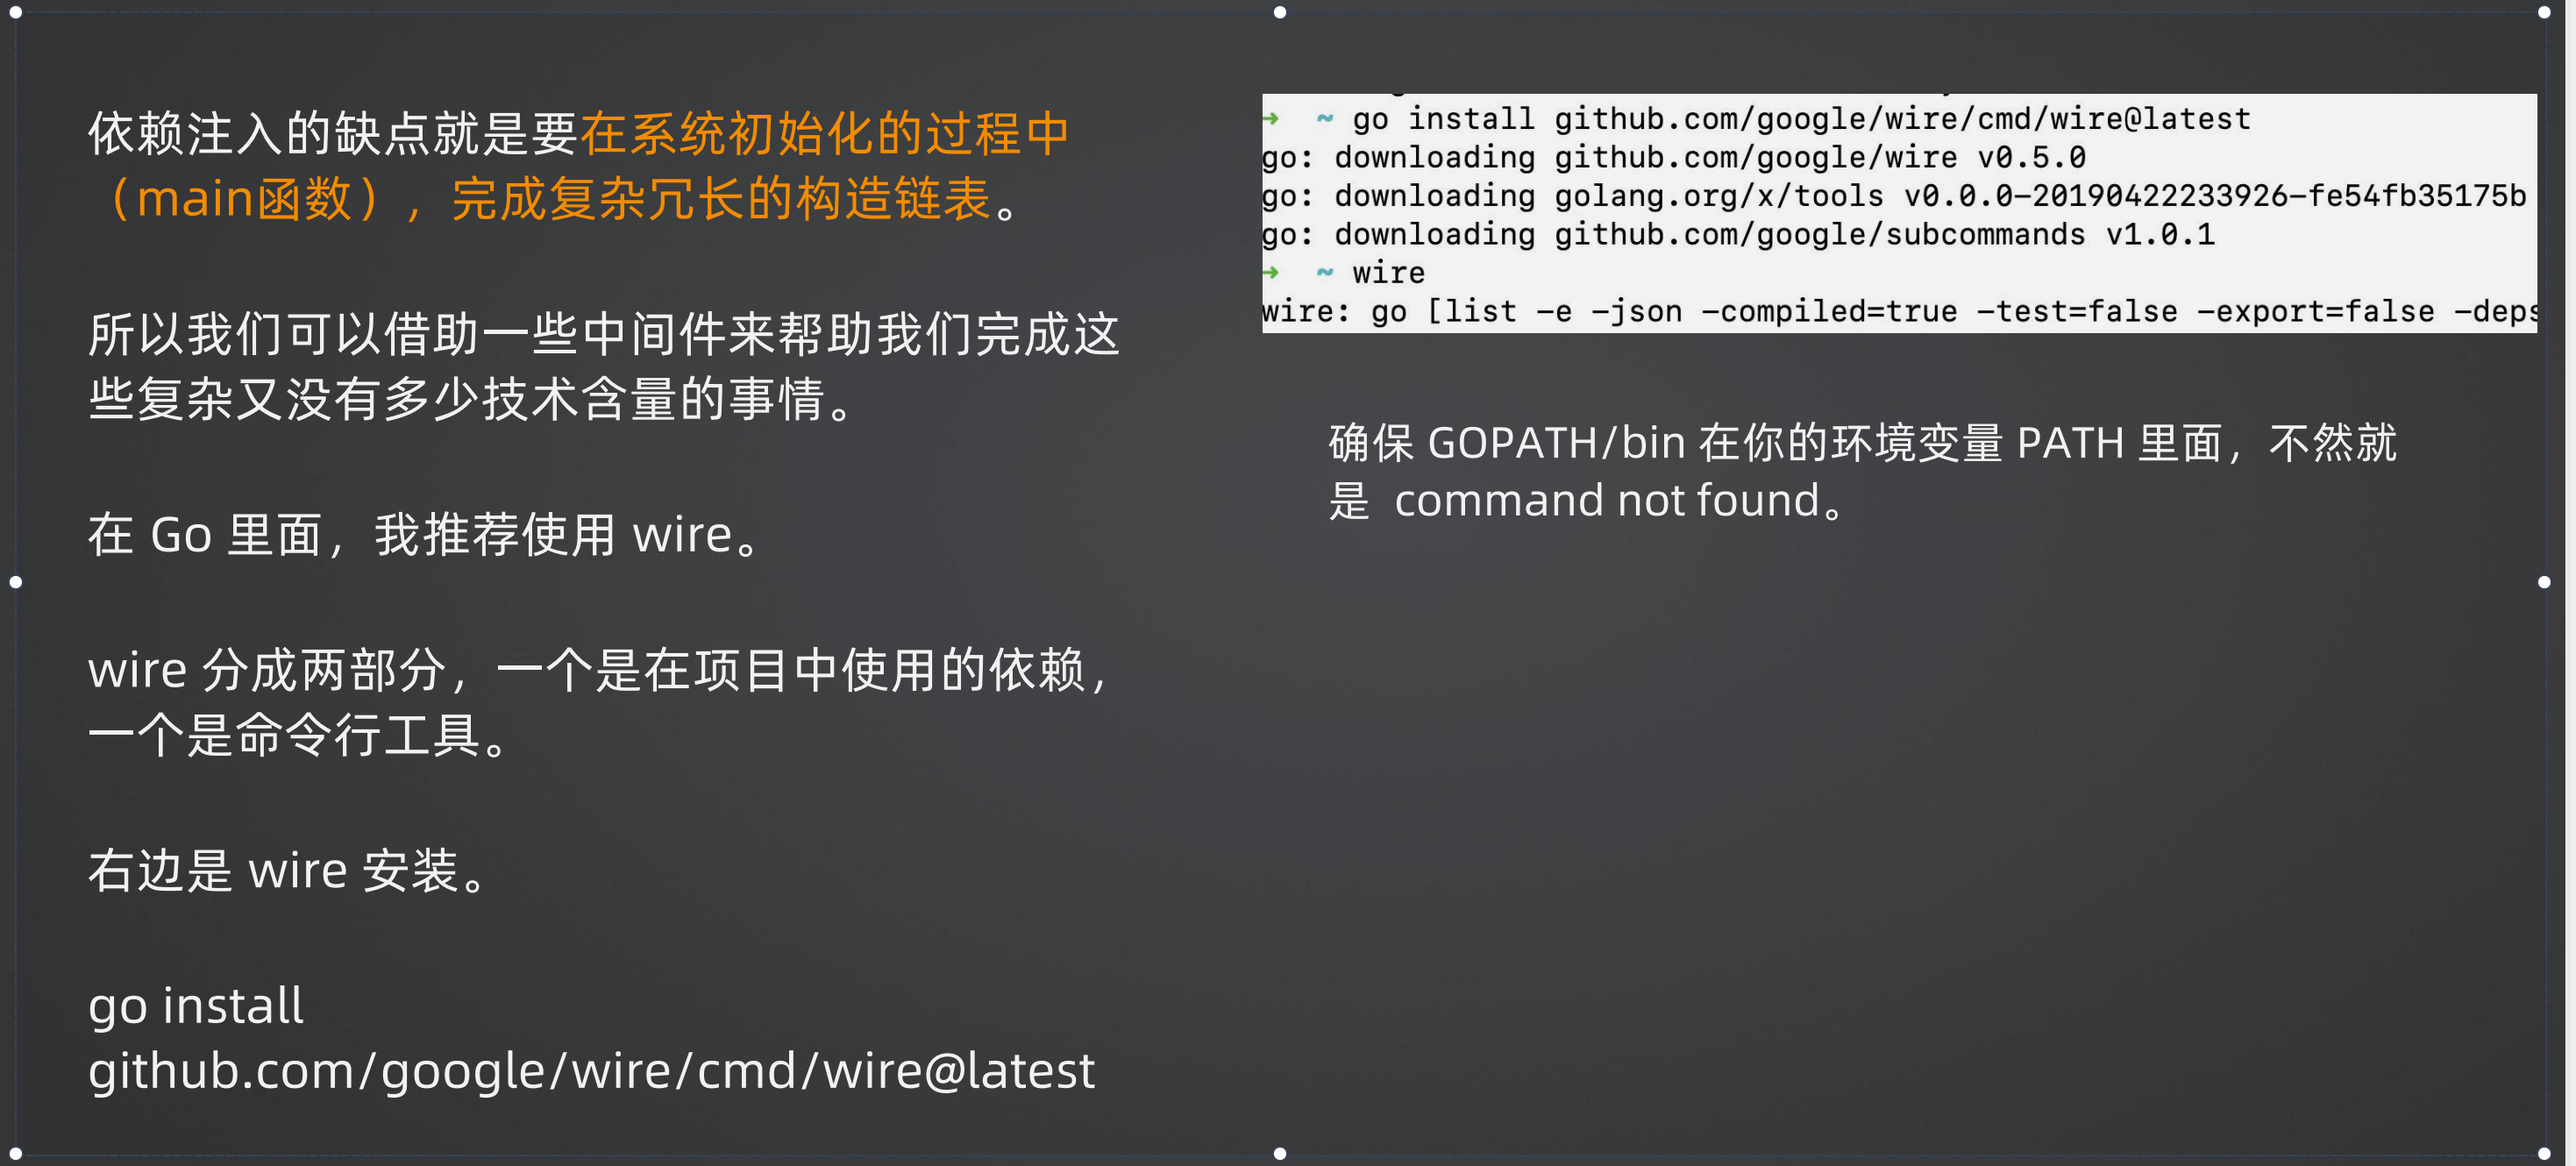 依赖注入的缺点就是要在系统初始化的过程中
（main函数），完成复杂冗长的构造链表。
所以我们可以借助一些中间件来帮助我们完成这
些复杂又没有多少技术含量的事情。
在 Go 里面，我推荐使用 wire。
wire 分成两部分，一个是在项目中使用的依赖，
一个是命令行工具。
右边是 wire 安装。
go install
github.com/google/wire/cmd/wire@latest
➜ ~ go install github.com/google/wire/cmd/wire@latest
go: downloading github.com/google/wire v0.5.0
go: downloading golang.org/x/tools v0.0.0-20190422233926-fe54fb35175b
go: downloading github.com/google/subcommands v1.0.1
➜ ~ wire
wire: go [list -e -json -compiled=true -test=false -export=false -deps
确保 GOPATH/bin 在你的环境变量 PATH 里面，不然就
是 command not found。